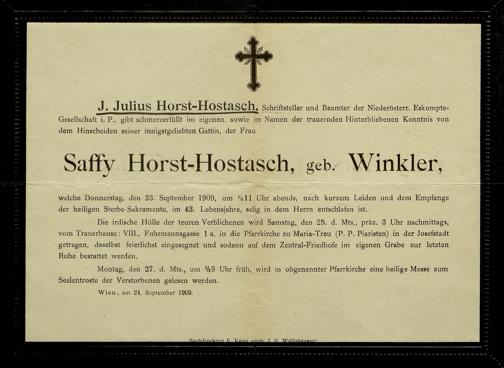 J. Julius Horst-Hostasch, Schriftsteller und Beamter der Niederösterr. Eskompte-
Gesellschaft i. P., gibt schmerzerfüllt im eigenen, sowie im Namen der trauernden Hinterbliebenen Kenntnis von
dem Hinscheiden seiner innigstgeliebten Gattin, der Frau
Saffy Horst-Hostasch, geb. Winkler,
welche Donnerstag, den 23. September 1909, um ¼11 Uhr abends, nach kurzem Leiden und dem Empfange
der heiligen Sterbe-Sakramente, im 43. Lebensjahre, selig in dem Herrn entschlafen ist.
Die irdische Hülle der teuren Verblichenen wird Samstag, den 25. d. Mts., präz. 3 Uhr nachmittags,
vom Trauerhause: VIII., Fuhrmannsgasse 1 a, in die Pfarrkirche zu Maria-Treu (P. P. Piaristen) in der Josefstadt
getragen, daselbst feierlichst eingesegnet und sodann auf dem Zentral-Friedhofe im eigenen Grabe zur letzten
Ruhe bestattet werden.
Montag, den 27. d. Mts., um ½9 Uhr früh, wird in obgenannter Pfarrkirche eine heilige Messe zum
Seelentroste der Verstorbenen gelesen werden.
Wien, am 24. September 1909.
Buchdruckerei E. Kainz vorm. J. B. Wallishausser.